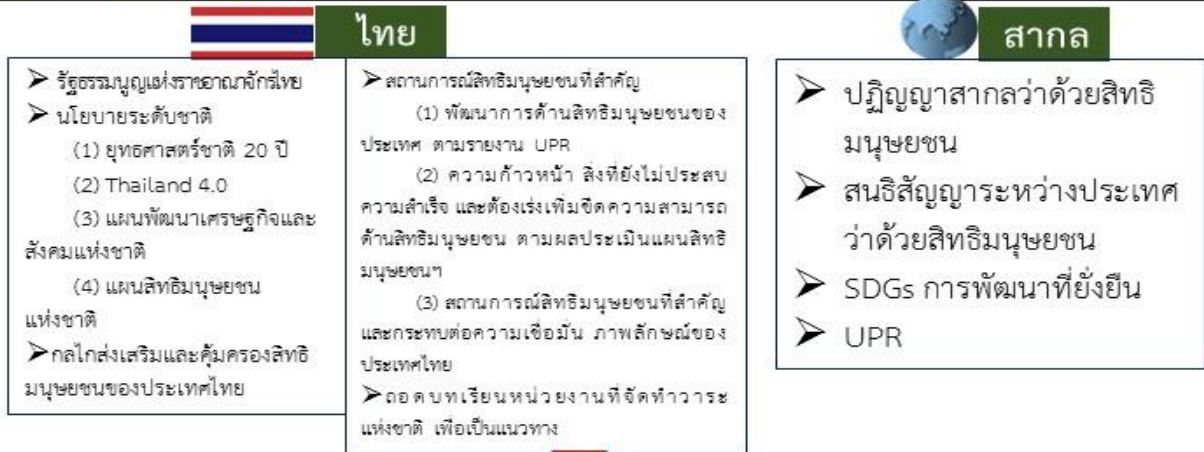 ไทย
➤ รัฐธรรมนูญแห่งราชอาณาจักรไทย
➤ นโยบายระดับชาติ
(1) ยุทธศาสตร์ชาติ 20 ปี
(2) Thailand 4.0
(3) แผนพัฒนาเศรษฐกิจและ
สังคมแห่งชาติ
(4) แผนสิทธิมนุษยชน
แห่งชาติ
➤กลไกส่งเสริมและคุ้มครองสิทธิ
มนุษยชนของประเทศไทย
➤สถานการณ์สิทธิมนุษยชนที่สำคัญ
(1) พัฒนาการด้านสิทธิมนุษยชนของ
ประเทศ ตามรายงาน UPR
(2) ความก้าวหน้า สิ่งที่ยังไม่ประสบ
ความสำเร็จ และต้องเร่งเพิ่มขีดความสามารถ
ด้านสิทธิมนุษยชน ตามผลประเมินแผนสิทธิ
มนุษยชนฯ
(3) สถานการณ์สิทธิมนุษยชนที่สำคัญ
และกระทบต่อความเชื่อมั่น ภาพลักษณ์ของ
ประเทศไทย
➤ถอดบทเรียนหน่วยงานที่จัดทำวาระ
แห่งชาติ เพื่อเป็นแนวทาง
สากล
➤ ปฏิญญาสากลว่าด้วยสิทธิ
มนุษยชน
➤ สนธิสัญญาระหว่างประเทศ
ว่าด้วยสิทธิมนุษยชน
➤ SDGs การพัฒนาที่ยั่งยืน
➤ UPR